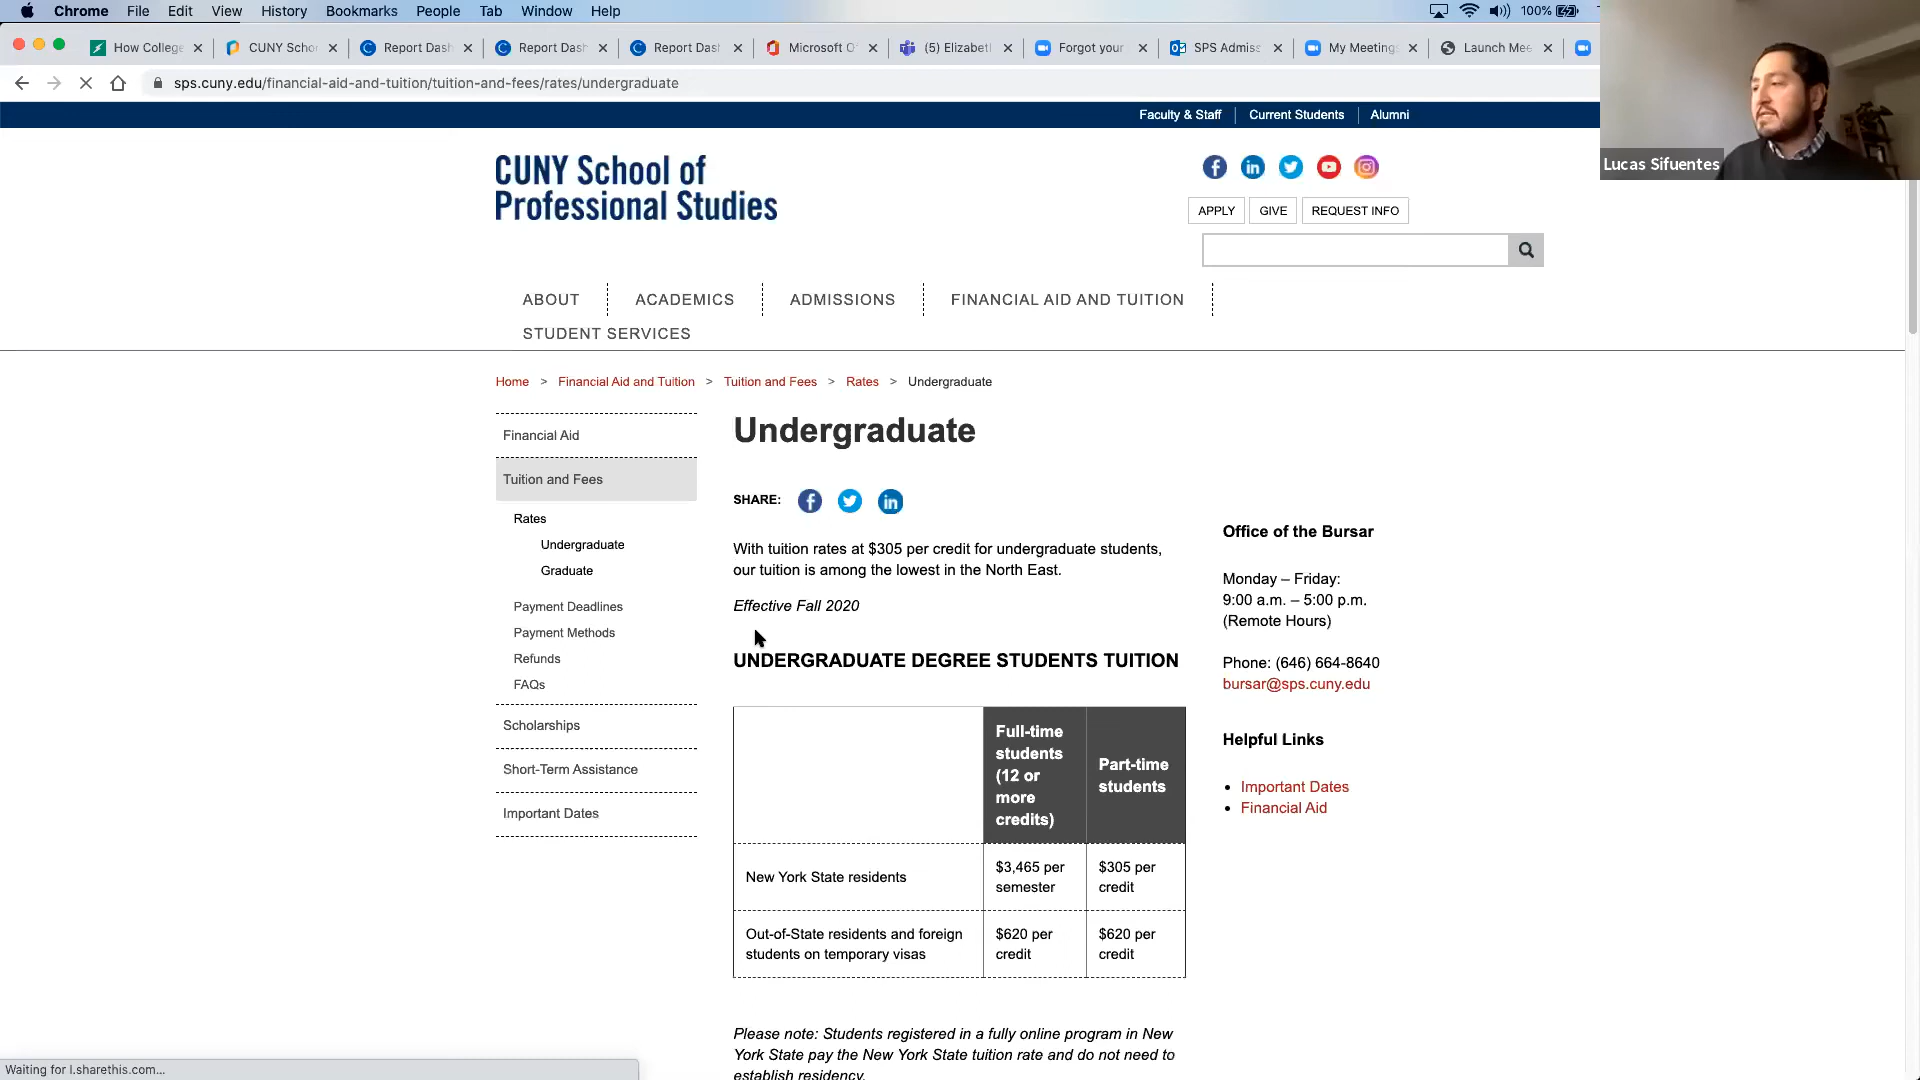 Chrome File Edit View History Bookmarks People Tab Window Help 100%
How College CUNY Schor Report Dash Report Dash Report Dash Microsoft O (5) Elizabet Forgot your SPS Admiss My Meeting Launch Mee
sps.cuny.edu/financial-aid-and-tuition/tuition-and-fees/rates/undergraduate
Faculty & Staff Current Students Alumni
Lucas Sifuentes
CUNY School of
Professional Studies
APPLY GIVE REQUEST INFO
ABOUT ACADEMICS ADMISSIONS FINANCIAL AID AND TUITION
STUDENT SERVICES
Home > Financial Aid and Tuition > Tuition and Fees > Rates > Undergraduate
Financial Aid
Tuition and Fees
Rates
Undergraduate
Graduate
Payment Deadlines
Payment Methods
Refunds
FAQs
Scholarships
Short-Term Assistance
Important Dates
Undergraduate
SHARE:
With tuition rates at $305 per credit for undergraduate students,
our tuition is among the lowest in the North East.
Effective Fall 2020
UNDERGRADUATE DEGREE STUDENTS TUITION
Full-time
students
(12 or
more
credits)
Part-time
students
New York State residents
$3,465 per
semester
$305 per
credit
Out-of-State residents and foreign
students on temporary visas
$620 per
credit
$620 per
credit
Please note: Students registered in a fully online program in New
York State pay the New York State tuition rate and do not need to
establish residency.
Office of the Bursar
Monday – Friday:
9:00 a.m. – 5:00 p.m.
(Remote Hours)
Phone: (646) 664-8640
bursar@sps.cuny.edu
Helpful Links
Important Dates
Financial Aid
Waiting for l.sharethis.com...